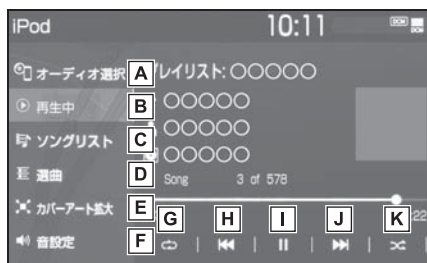 iPod 10:11 DCM
オーディオ選択 A レイリスト: ○○○○○
再生中 B ○○○○○
ソングリスト C ○○○○○
○○○○○
選曲 D Song 3 of 578
カバーアート拡大 E
音設定 F G H I J K